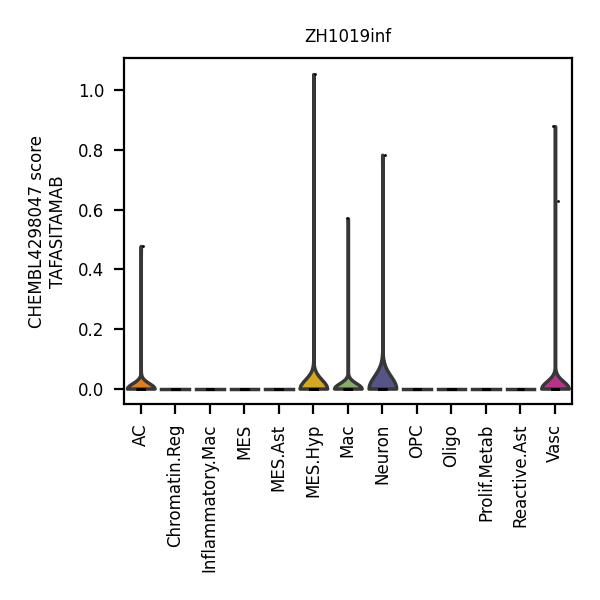 ZH1019inf
CHEMBL4298047 score
TAFASITAMAB
1.0
0.8
0.6
0.4
0.2
0.0
AC
Chromatin.Reg
Inflammatory.Mac
MES
MES.Ast
MES.Hyp
Mac
Neuron
OPC
Oligo
Prolif.Metab
Reactive.Ast
Vasc